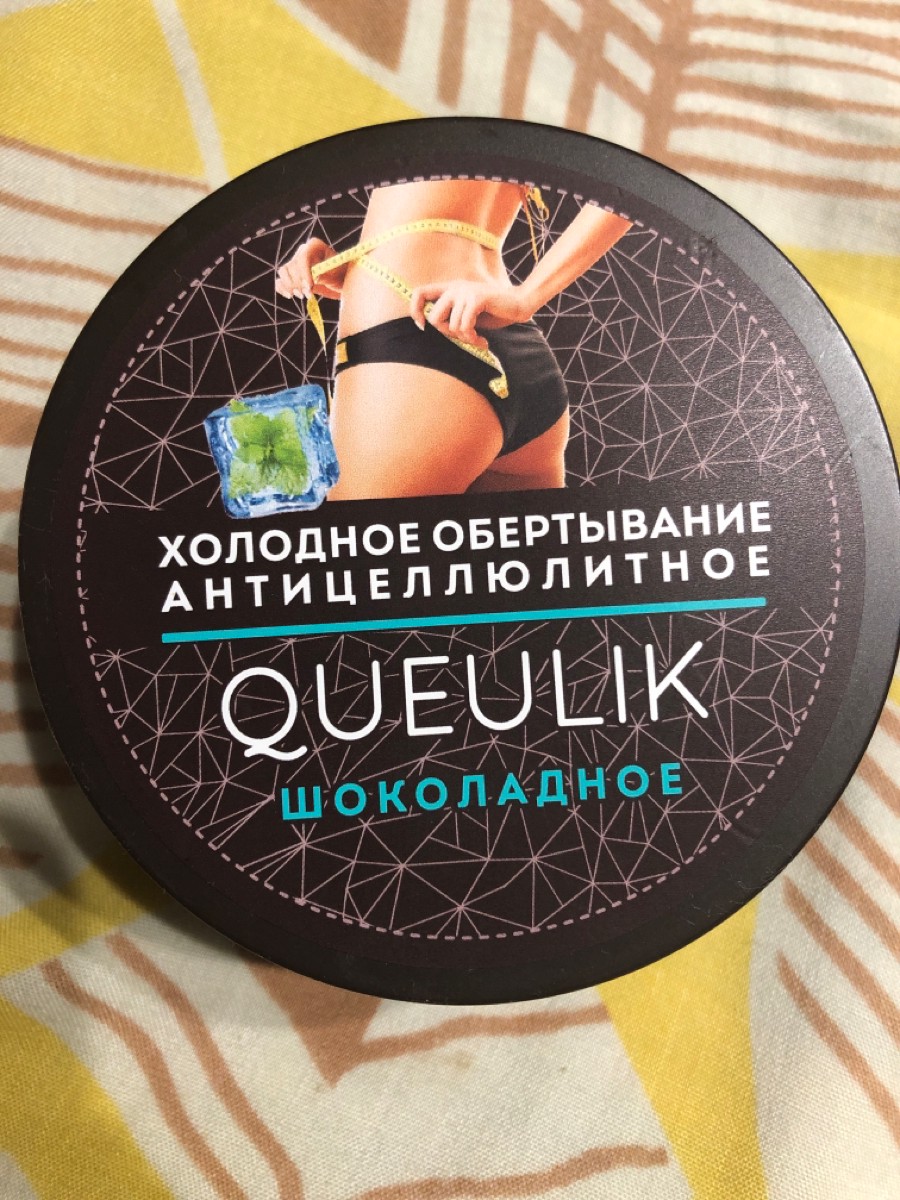 ХОЛОДНОЕ ОБЕРТЫВАНИЕ
АНТИЦЕЛЛЮЛИТНОЕ
QUEULIK
ШОКОЛАДНОЕ